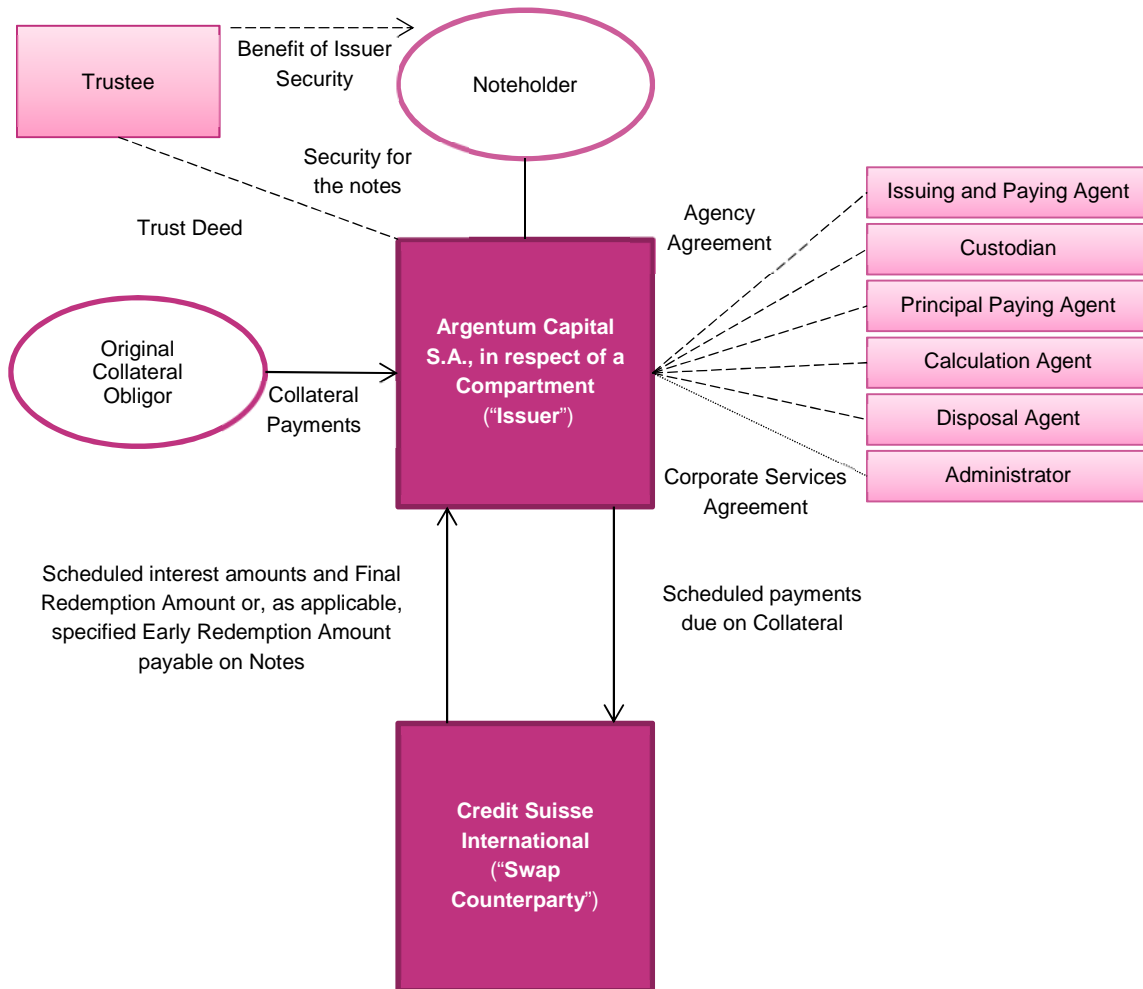 Trustee
Benefit of Issuer
Security
Noteholder
Security for
the notes
Trust Deed
Agency
Agreement
Issuing and Paying Agent
Custodian
Principal Paying Agent
Calculation Agent
Disposal Agent
Administrator
Original
Collateral
Obligor
Collateral
Payments
Argentum Capital
S.A., in respect of a
Compartment
(“Issuer”)
Corporate Services
Agreement
Scheduled interest amounts and Final
Redemption Amount or, as applicable,
specified Early Redemption Amount
payable on Notes
Scheduled payments
due on Collateral
Credit Suisse
International
(“Swap
Counterparty”)